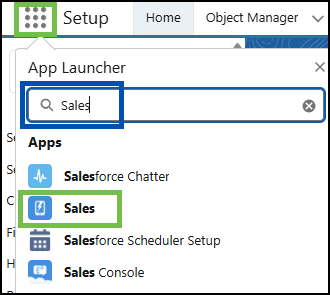 Setup
Home
Object Manager
App Launcher
Sales
Apps
Salesforce Chatter
Sales
Salesforce Scheduler Setup
Sales Console